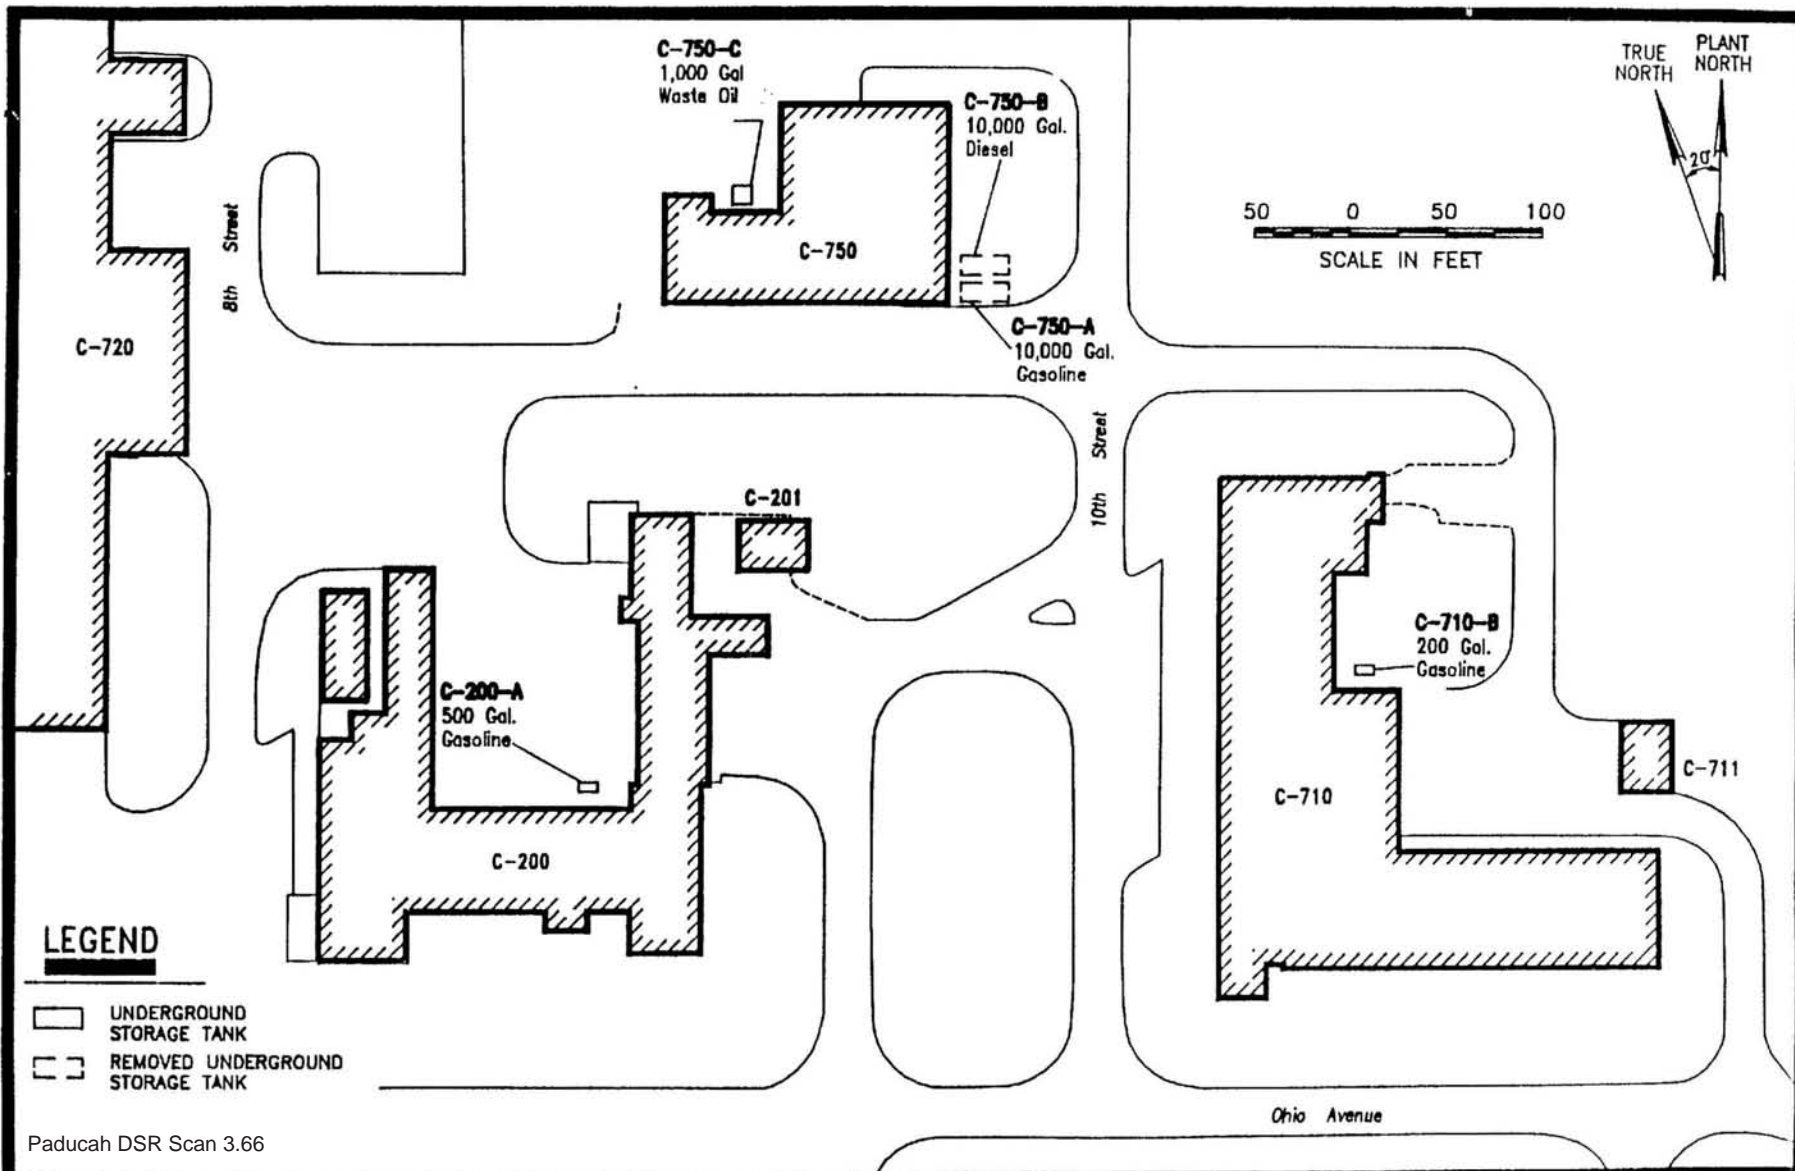 C-750-C
1,000 Gal
Waste Oil
C-750-B
10,000 Gal.
Diesel
TRUE
NORTH
PLANT
NORTH
50 0 50 100
SCALE IN FEET
8th Street
C-750
C-720
C-750-A
10,000 Gal.
Gasoline
10th Street
C-201
C-710-B
200 Gal.
Gasoline
C-200-A
500 Gal.
Gasoline
C-711
C-710
C-200
LEGEND
UNDERGROUND
STORAGE TANK
REMOVED UNDERGROUND
STORAGE TANK
Ohio Avenue
Paducah DSR Scan 3.66